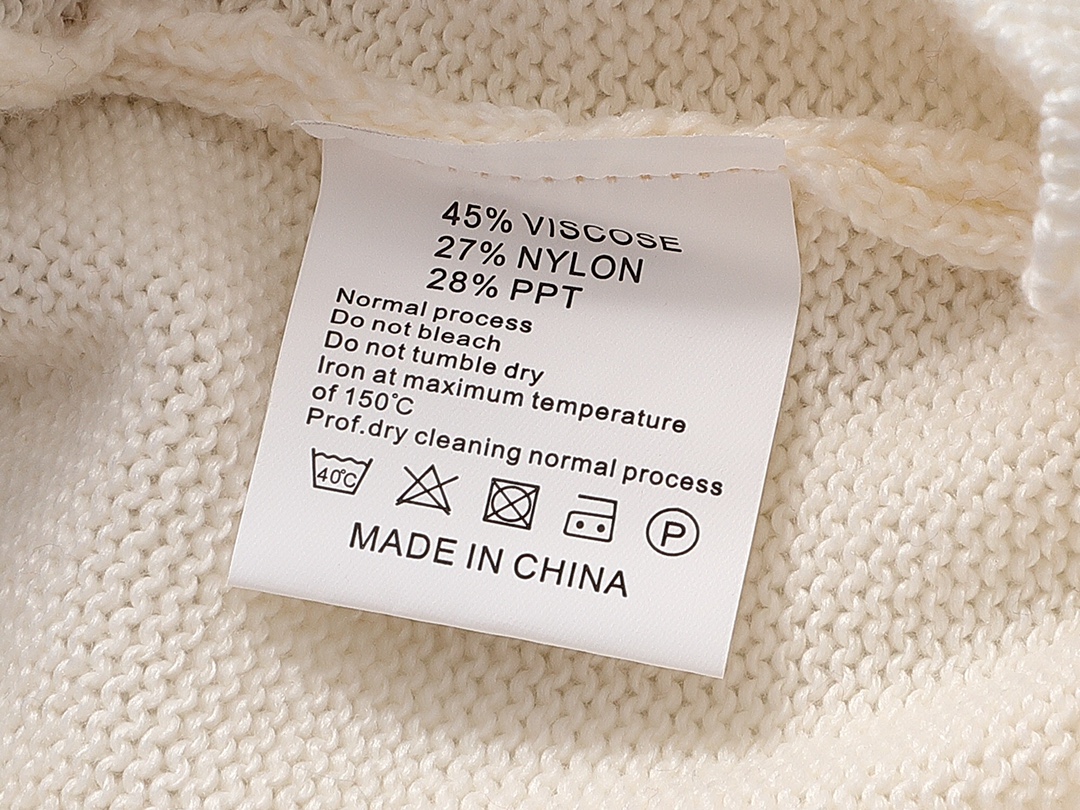 45% VISCOSE
27% NYLON
28% PPT
Normal process
Do not bleach
Do not tumble dry
Iron at maximum temperature
of 150°C
Prof.dry cleaning normal process
40°C
P
MADE IN CHINA